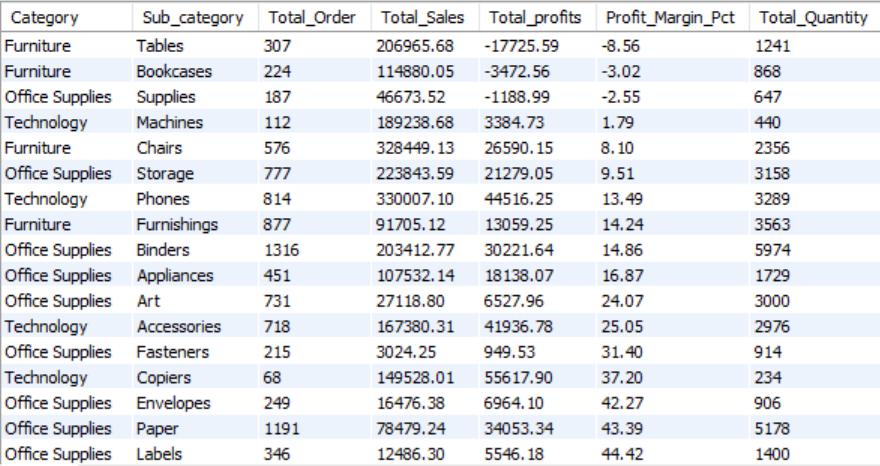 Category Sub_category Total_Order Total_Sales Total_profits Profit_Margin_Pct Total_Quantity
Furniture Tables 307 206965.68 -17725.59 -8.56 1241
Furniture Bookcases 224 114880.05 -3472.56 -3.02 868
Office Supplies Supplies 187 46673.52 -1188.99 -2.55 647
Technology Machines 112 189238.68 3384.73 1.79 440
Furniture Chairs 576 328449.13 26590.15 8.10 2356
Office Supplies Storage 777 223843.59 21279.05 9.51 3158
Technology Phones 814 330007.10 44516.25 13.49 3289
Furniture Furnishings 877 91705.12 13059.25 14.24 3563
Office Supplies Binders 1316 203412.77 30221.64 14.86 5974
Office Supplies Appliances 451 107532.14 18138.07 16.87 1729
Office Supplies Art 731 27118.80 6527.96 24.07 3000
Technology Accessories 718 167380.31 41936.78 25.05 2976
Office Supplies Fasteners 215 3024.25 949.53 31.40 914
Technology Copiers 68 149528.01 55617.90 37.20 234
Office Supplies Envelopes 249 16476.38 6964.10 42.27 906
Office Supplies Paper 1191 78479.24 34053.34 43.39 5178
Office Supplies Labels 346 12486.30 5546.18 44.42 1400